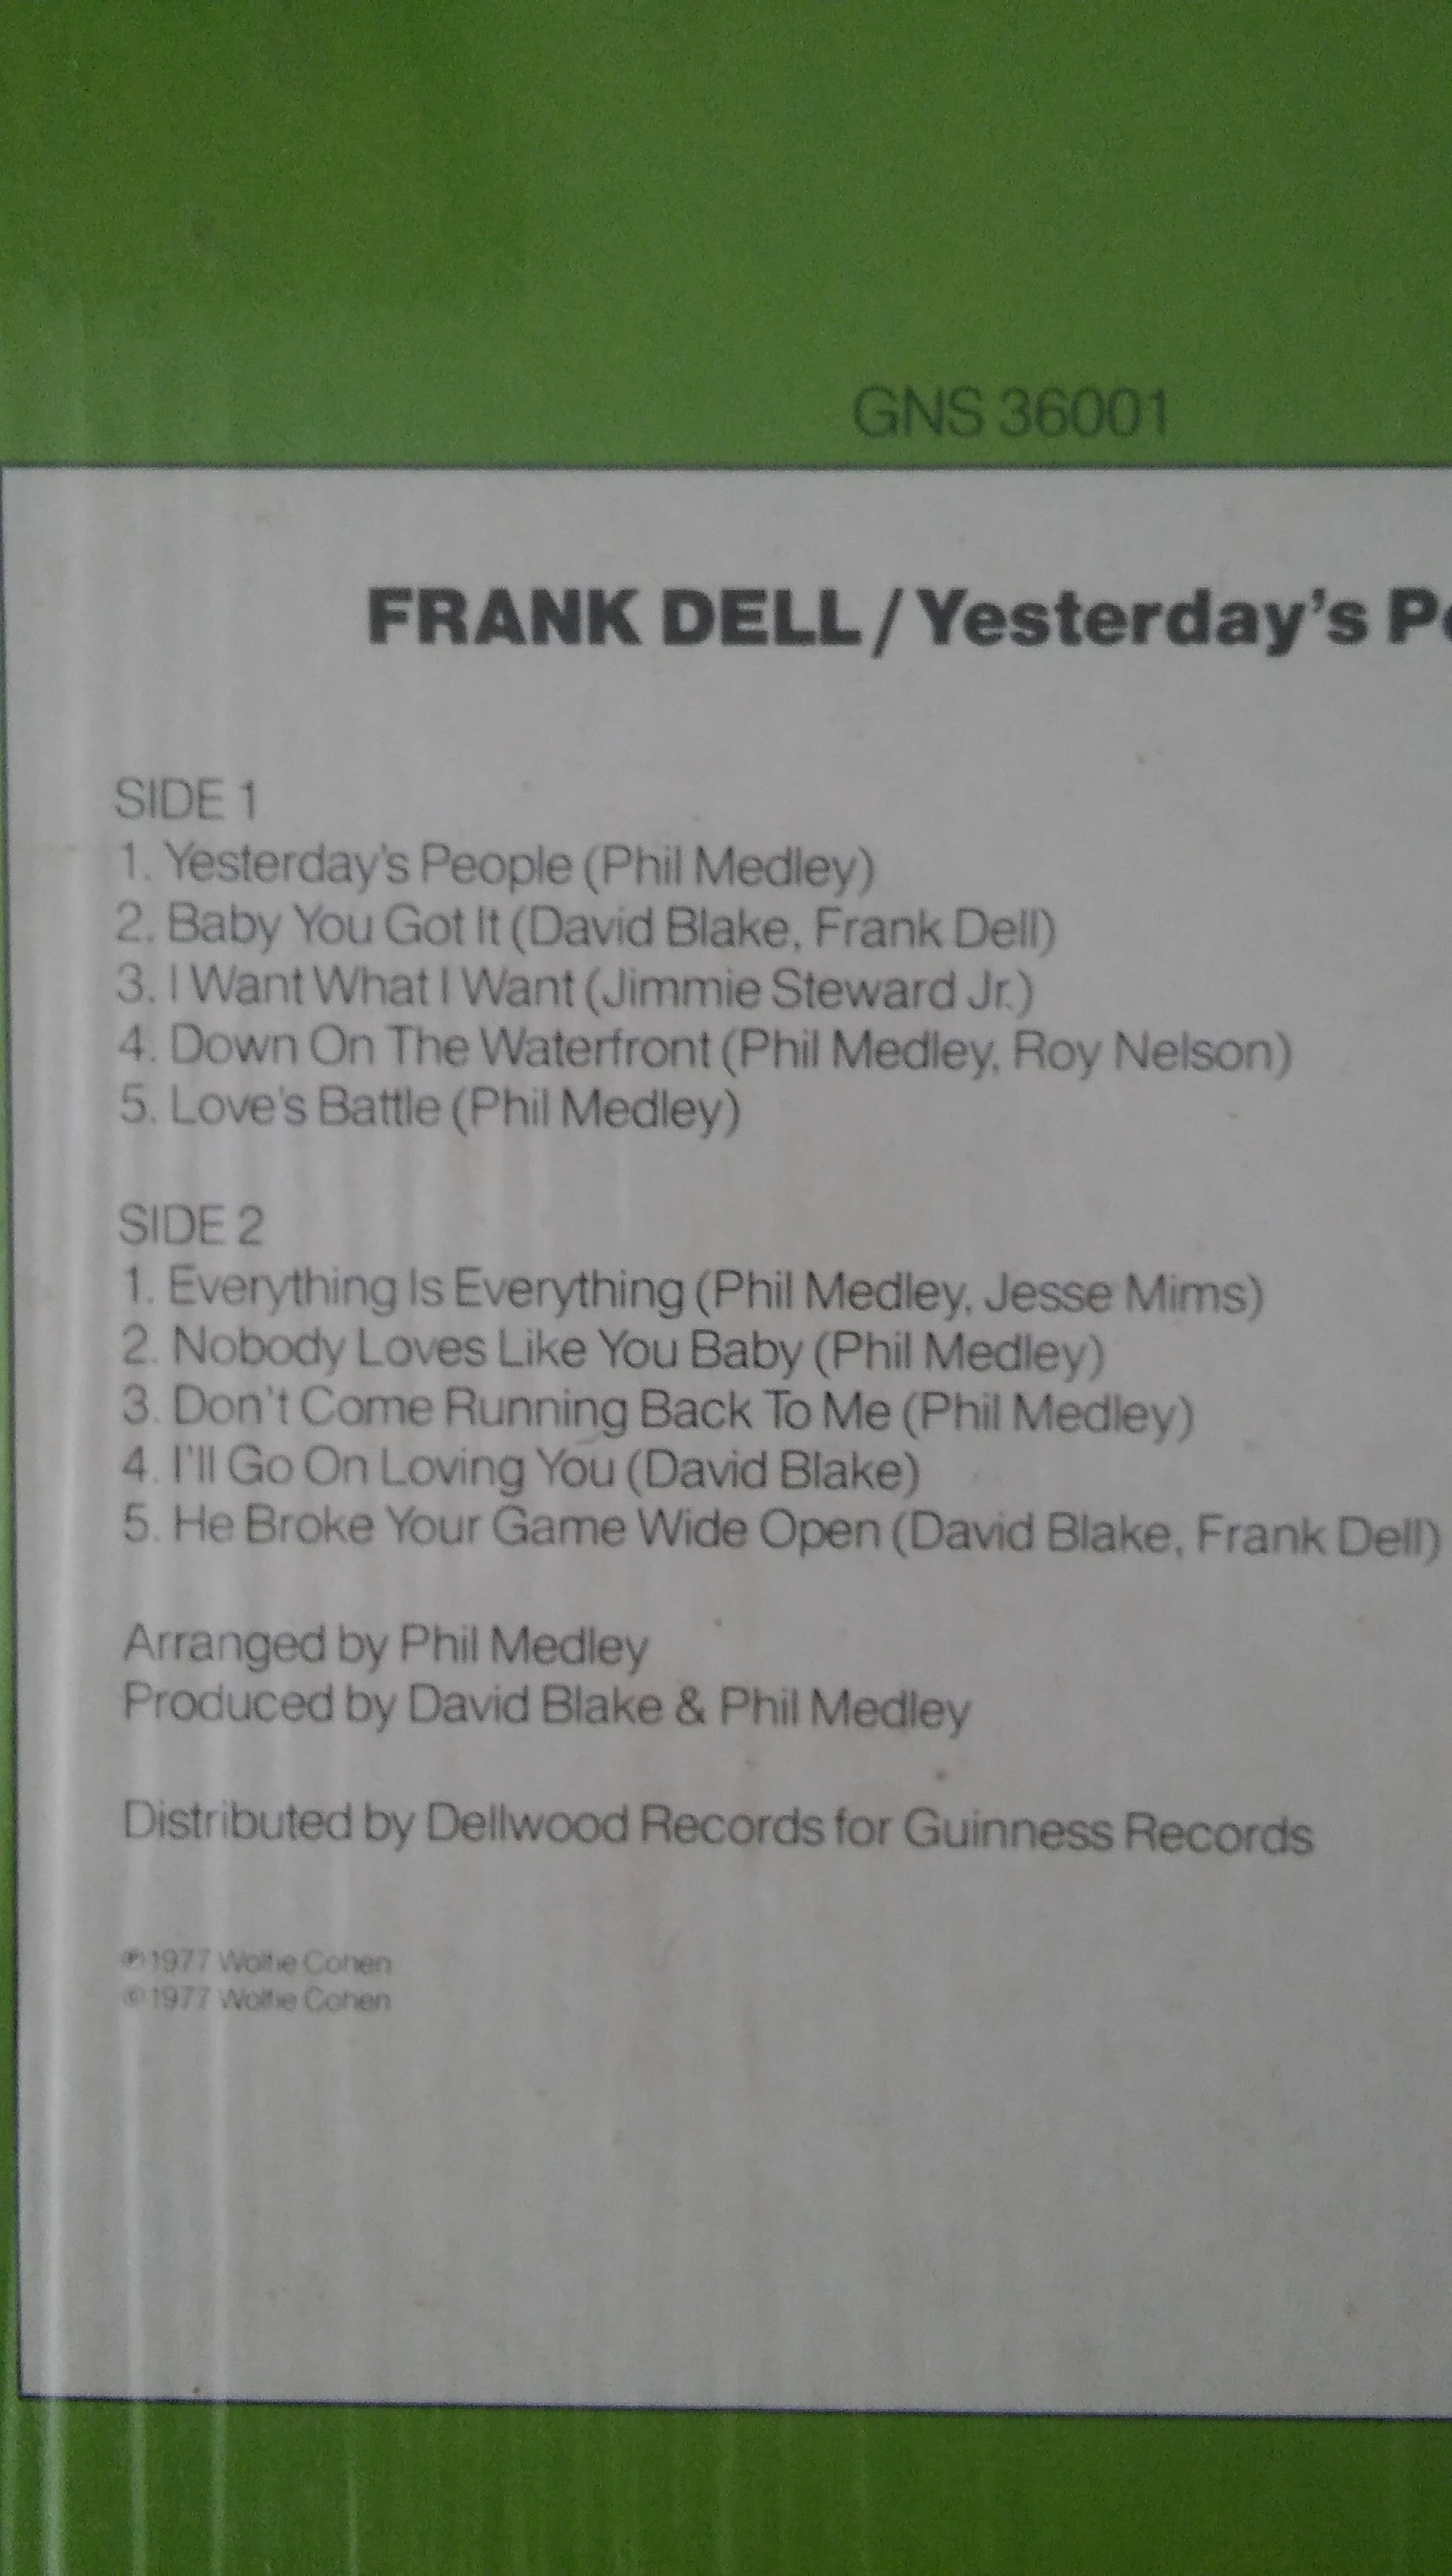 GNS 36001
FRANK DELL/Yesterday's
SIDE 1
1. Yesterday's People (Phil Medley)
2. Baby You Got It (David Blake, Frank Dell)
3. I Want What I Want (Jimmie Steward Jr.)
4. Down On The Waterfront (Phil Medley, Roy Nelson)
5. Love's Battle (Phil Medley)
SIDE 2
1. Everything Is Everything (Phil Medley, Jesse Mims)
2. Nobody Loves Like You Baby (Phil Medley)
3. Don't Come Running Back To Me (Phil Medley)
4. I'll Go On Loving You (David Blake)
5. He Broke Your Game Wide Open (David Blake, Frank Dell)
Arranged by Phil Medley
Produced by David Blake & Phil Medley
Distributed by Dellwood Records for Guinness Records
℗ 1977 Wolfie Cohen
© 1977 Wolfie Cohen